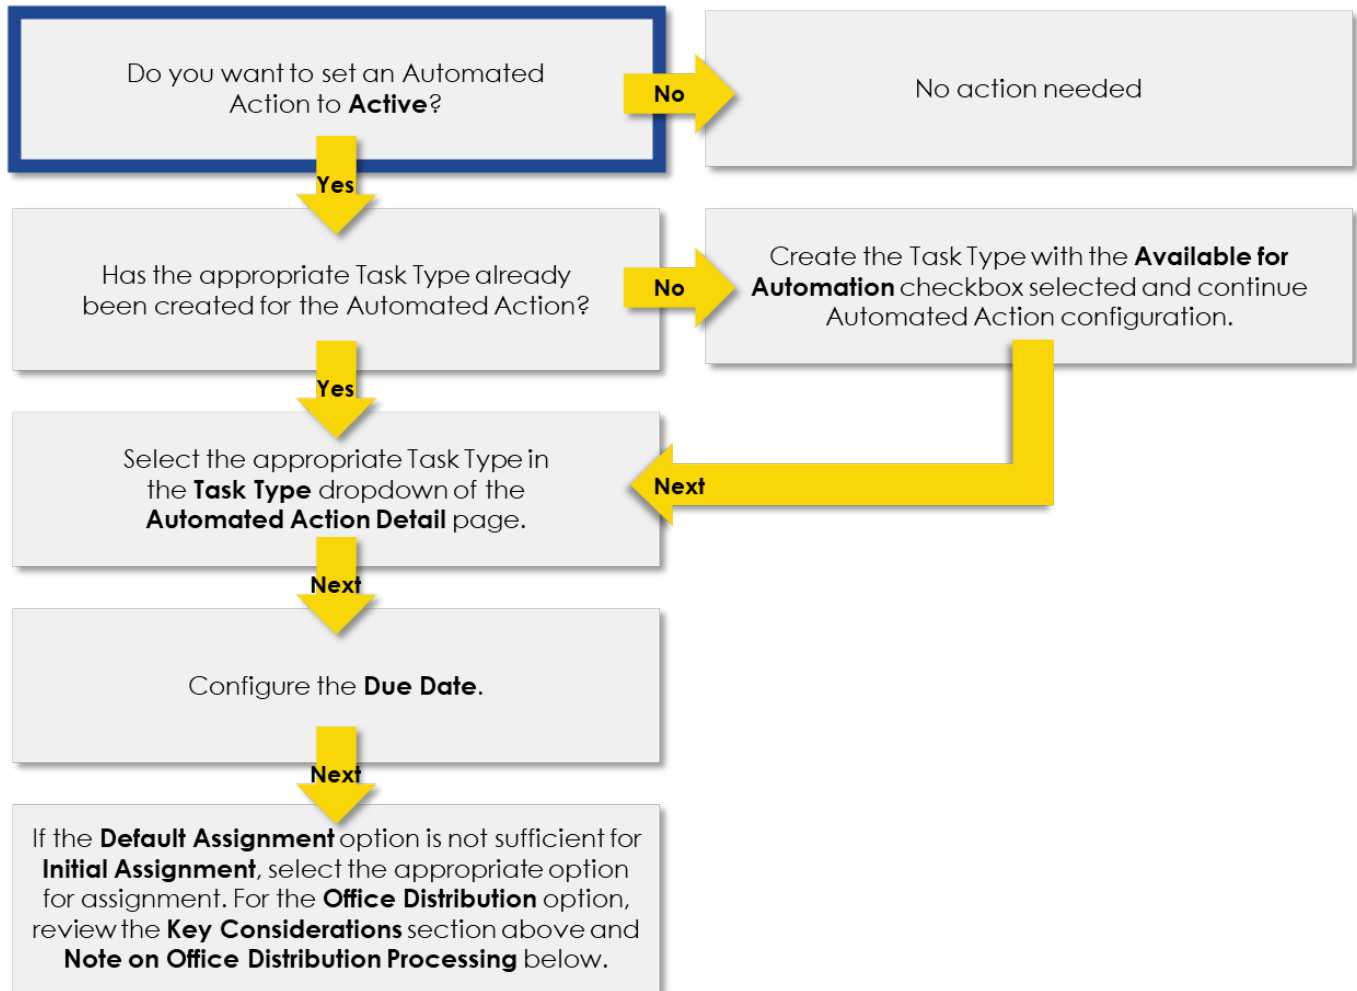 Do you want to set an Automated
Action to Active?
No
No action needed
Yes
Has the appropriate Task Type already
been created for the Automated Action?
No
Create the Task Type with the Available for
Automation checkbox selected and continue
Automated Action configuration.
Yes
Select the appropriate Task Type in
the Task Type dropdown of the
Automated Action Detail page.
Next
Next
Configure the Due Date.
Next
If the Default Assignment option is not sufficient for
Initial Assignment, select the appropriate option
for assignment. For the Office Distribution option,
review the Key Considerations section above and
Note on Office Distribution Processing below.